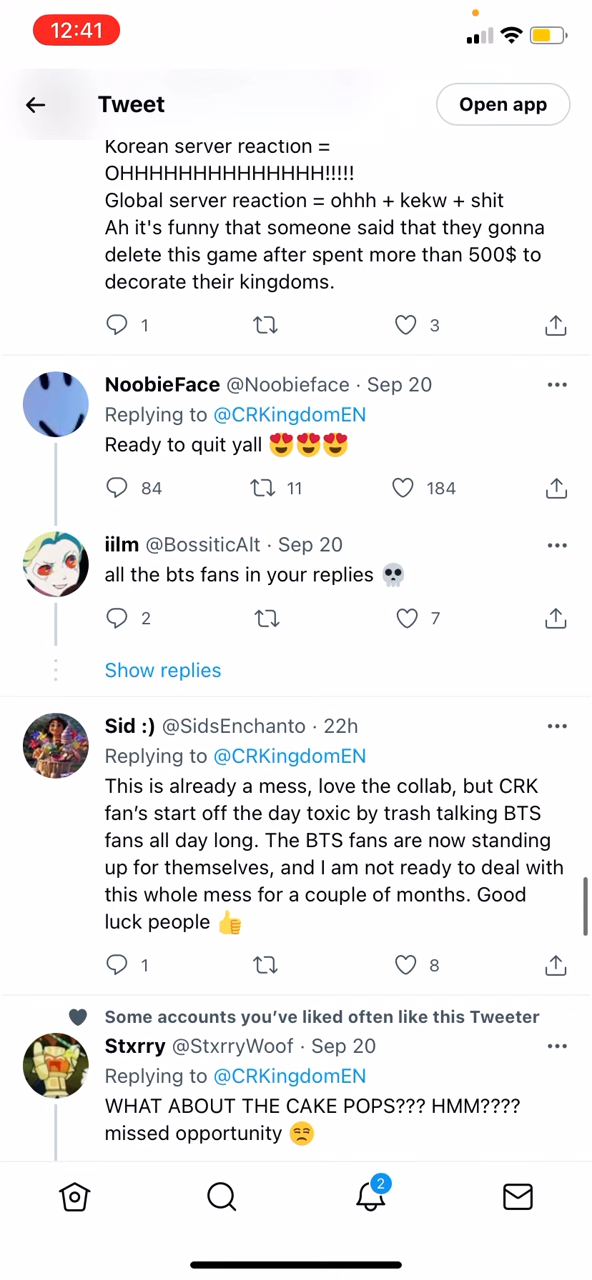 12:41
Tweet
Open app
Korean server reaction =
OHHHHHHHHHHHHHH!!!!!
Global server reaction = ohhh + kekw + shit
Ah it's funny that someone said that they gonna
delete this game after spent more than 500$ to
decorate their kingdoms.
1 3
NoobieFace @Noobieface · Sep 20
Replying to @CRKingdomEN
Ready to quit yall 😍😍😍
84 11 184
iilm @BossiticAlt · Sep 20
all the bts fans in your replies 💀
2 7
Show replies
Sid :) @SidsEnchanto · 22h
Replying to @CRKingdomEN
This is already a mess, love the collab, but CRK
fan's start off the day toxic by trash talking BTS
fans all day long. The BTS fans are now standing
up for themselves, and I am not ready to deal with
this whole mess for a couple of months. Good
luck people 👍
1 8
Some accounts you've liked often like this Tweeter
Stxrry @StxrryWoof · Sep 20
Replying to @CRKingdomEN
WHAT ABOUT THE CAKE POPS??? HMM????
missed opportunity 😒
2